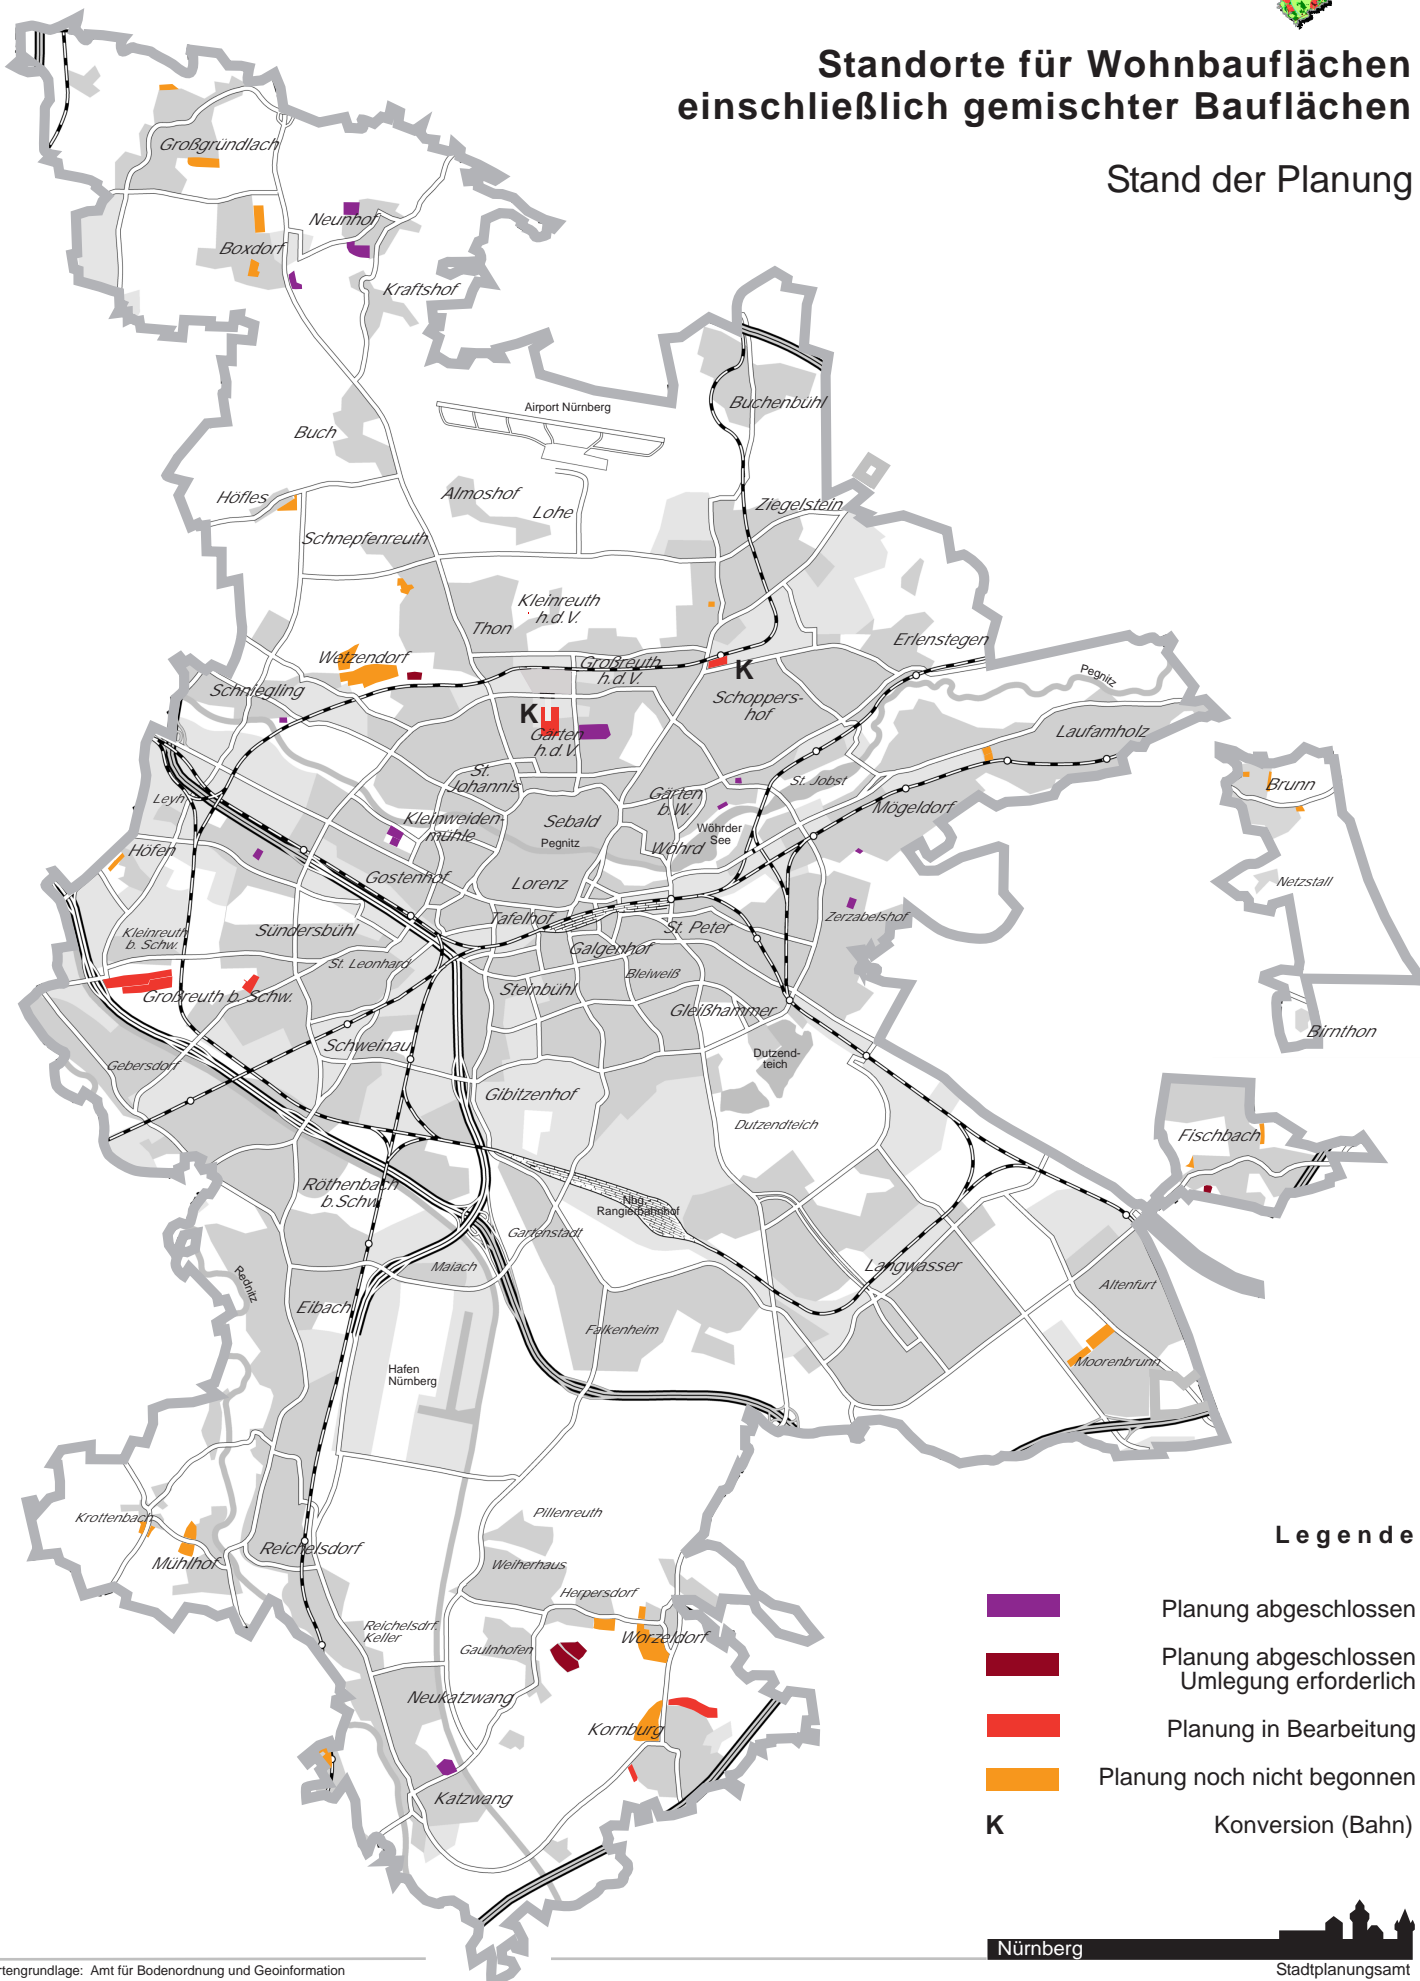 Standorte für Wohnbauflächen
einschließlich gemischter Bauflächen
Stand der Planung
Großgründlach
Neunhof
Boxdorf
Kraftshof
Buchenbühl
Airport Nürnberg
Buch
Höfles
Almoshof
Lohe
Ziegelstein
Schnepfenreuth
Kleinreuth
h.d.V.
Thon
Erlenstegen
Wetzendorf
Großreuth
h.d.V.
K
Pegnitz
Schniegling
Schoppers-
hof
K
Gärten
h.d.V.
Laufamholz
St.
Johannis
St. Jobst
Brunn
Leyh
Gärten
b.W.
Mögeldorf
Kleinweiden-
mühle
Sebald
Wöhrder
See
Pegnitz
Wöhrd
Höfen
Gostenhof
Lorenz
Netzstall
Tafelhof
Zerzabelshof
Kleinreuth
b. Schw.
Sündersbühl
St. Peter
Galgenhof
St. Leonhard
Bleiweiß
Großreuth b. Schw.
Steinbühl
Gleißhammer
Birnthon
Schweinau
Dutzend-
teich
Gebersdorf
Gibitzenhof
Dutzendteich
Fischbach
Röthenbach
b.Schw.
Nbg.-
Rangierbahnhof
Gartenstadt
Maiach
Langwasser
Rednitz
Altenfurt
Eibach
Falkenheim
Moorenbrunn
Hafen
Nürnberg
Krottenbach
Pillenreuth
Mühlhof
Reichelsdorf
Weiherhaus
Herpersdorf
Reichelsdrf.
Keller
Gaulnhofen
Worzeldorf
Neukatzwang
Kornburg
Katzwang
Legende
Planung abgeschlossen
Planung abgeschlossen
Umlegung erforderlich
Planung in Bearbeitung
Planung noch nicht begonnen
K Konversion (Bahn)
Nürnberg
Stadtplanungsamt
rtengrundlage: Amt für Bodenordnung und Geoinformation